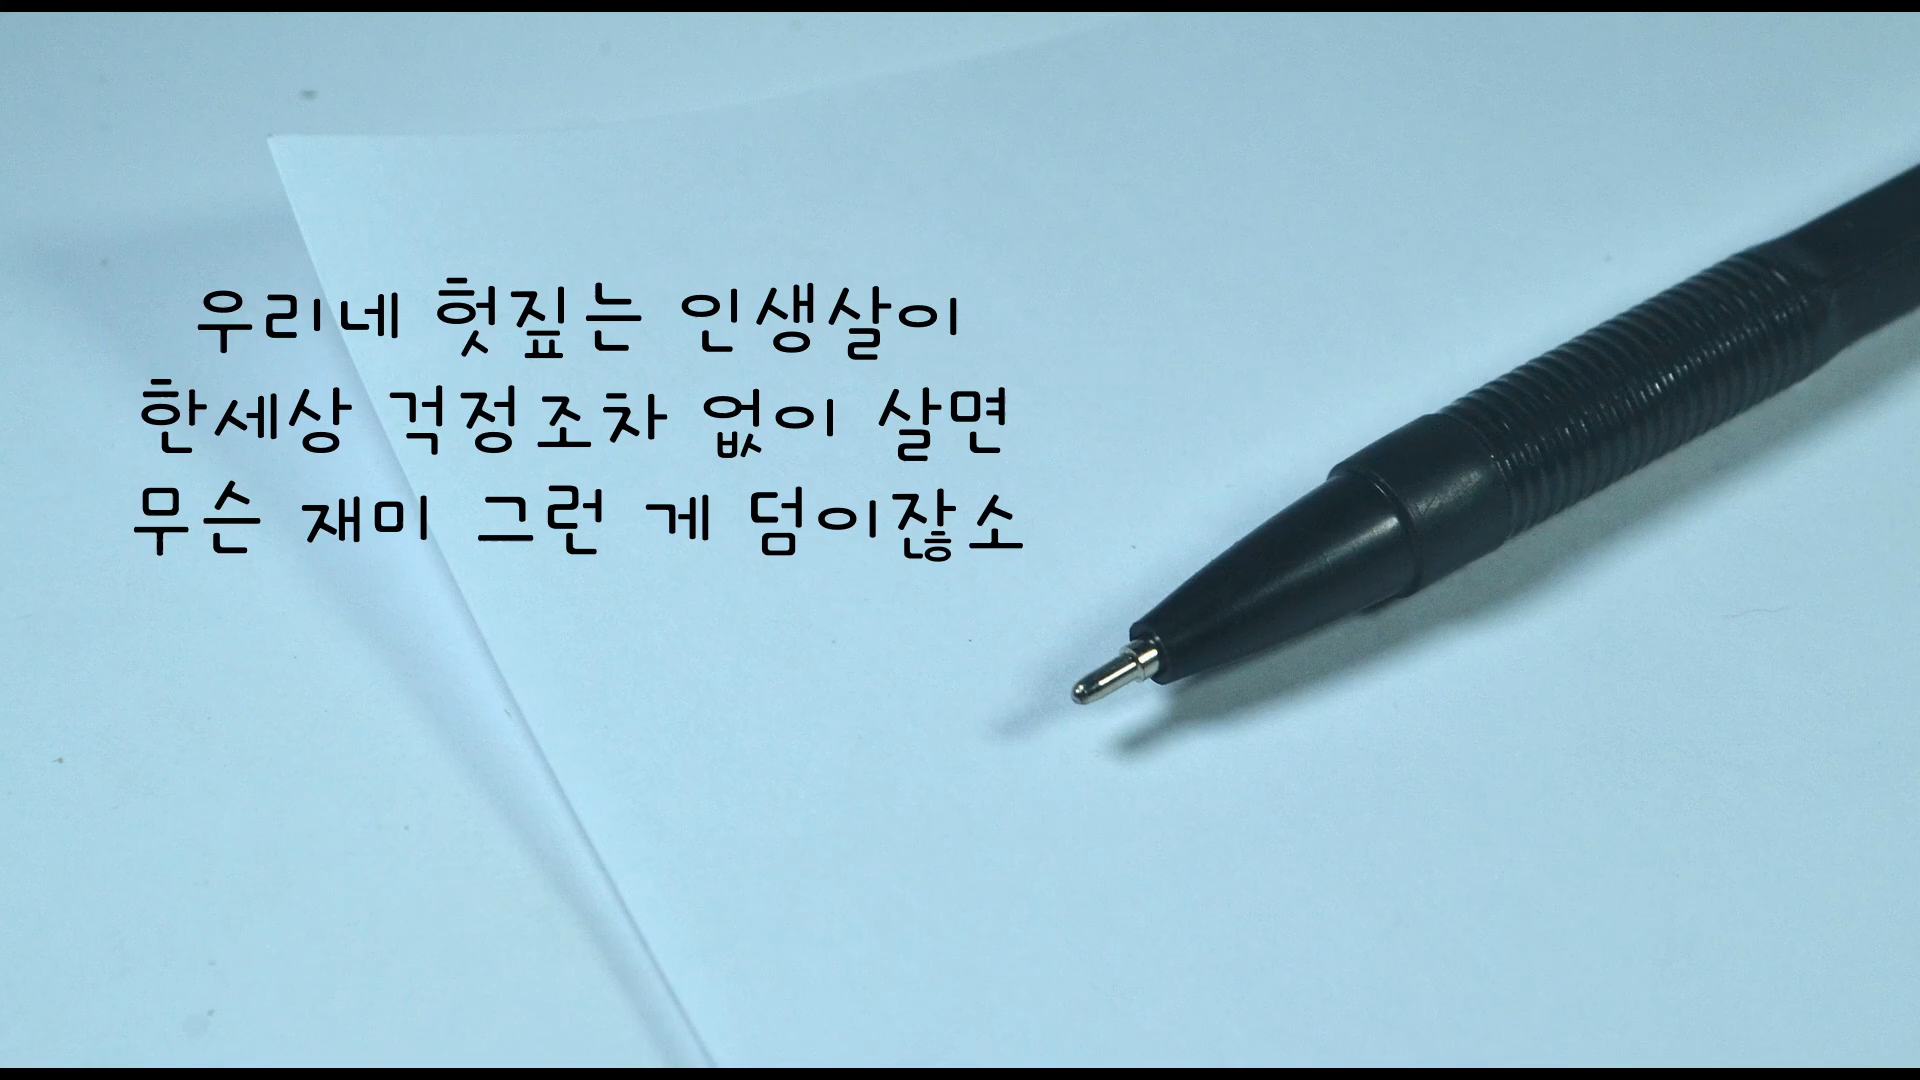 우리네 헛짚는 인생살이
한세상 걱정조차 없이 살면
무슨 재미 그런 게 덤이잖소